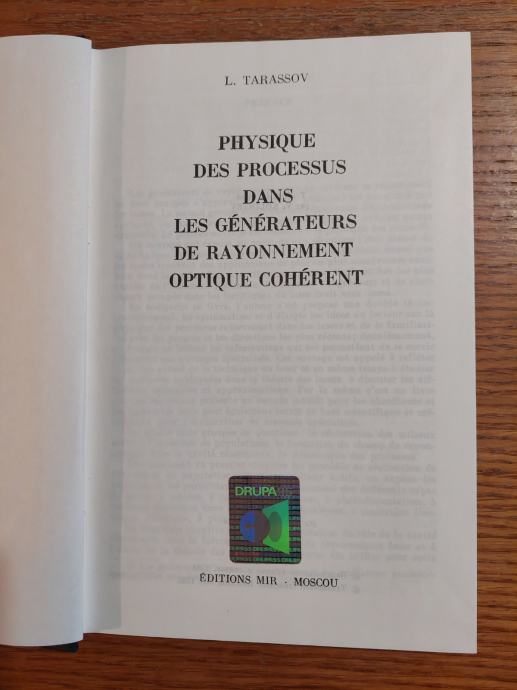 L. TARASSOV
PHYSIQUE
DES PROCESSUS
DANS
LES GÉNÉRATEURS
DE RAYONNEMENT
OPTIQUE COHÉRENT
DRUPA
ÉDITIONS MIR · MOSCOU